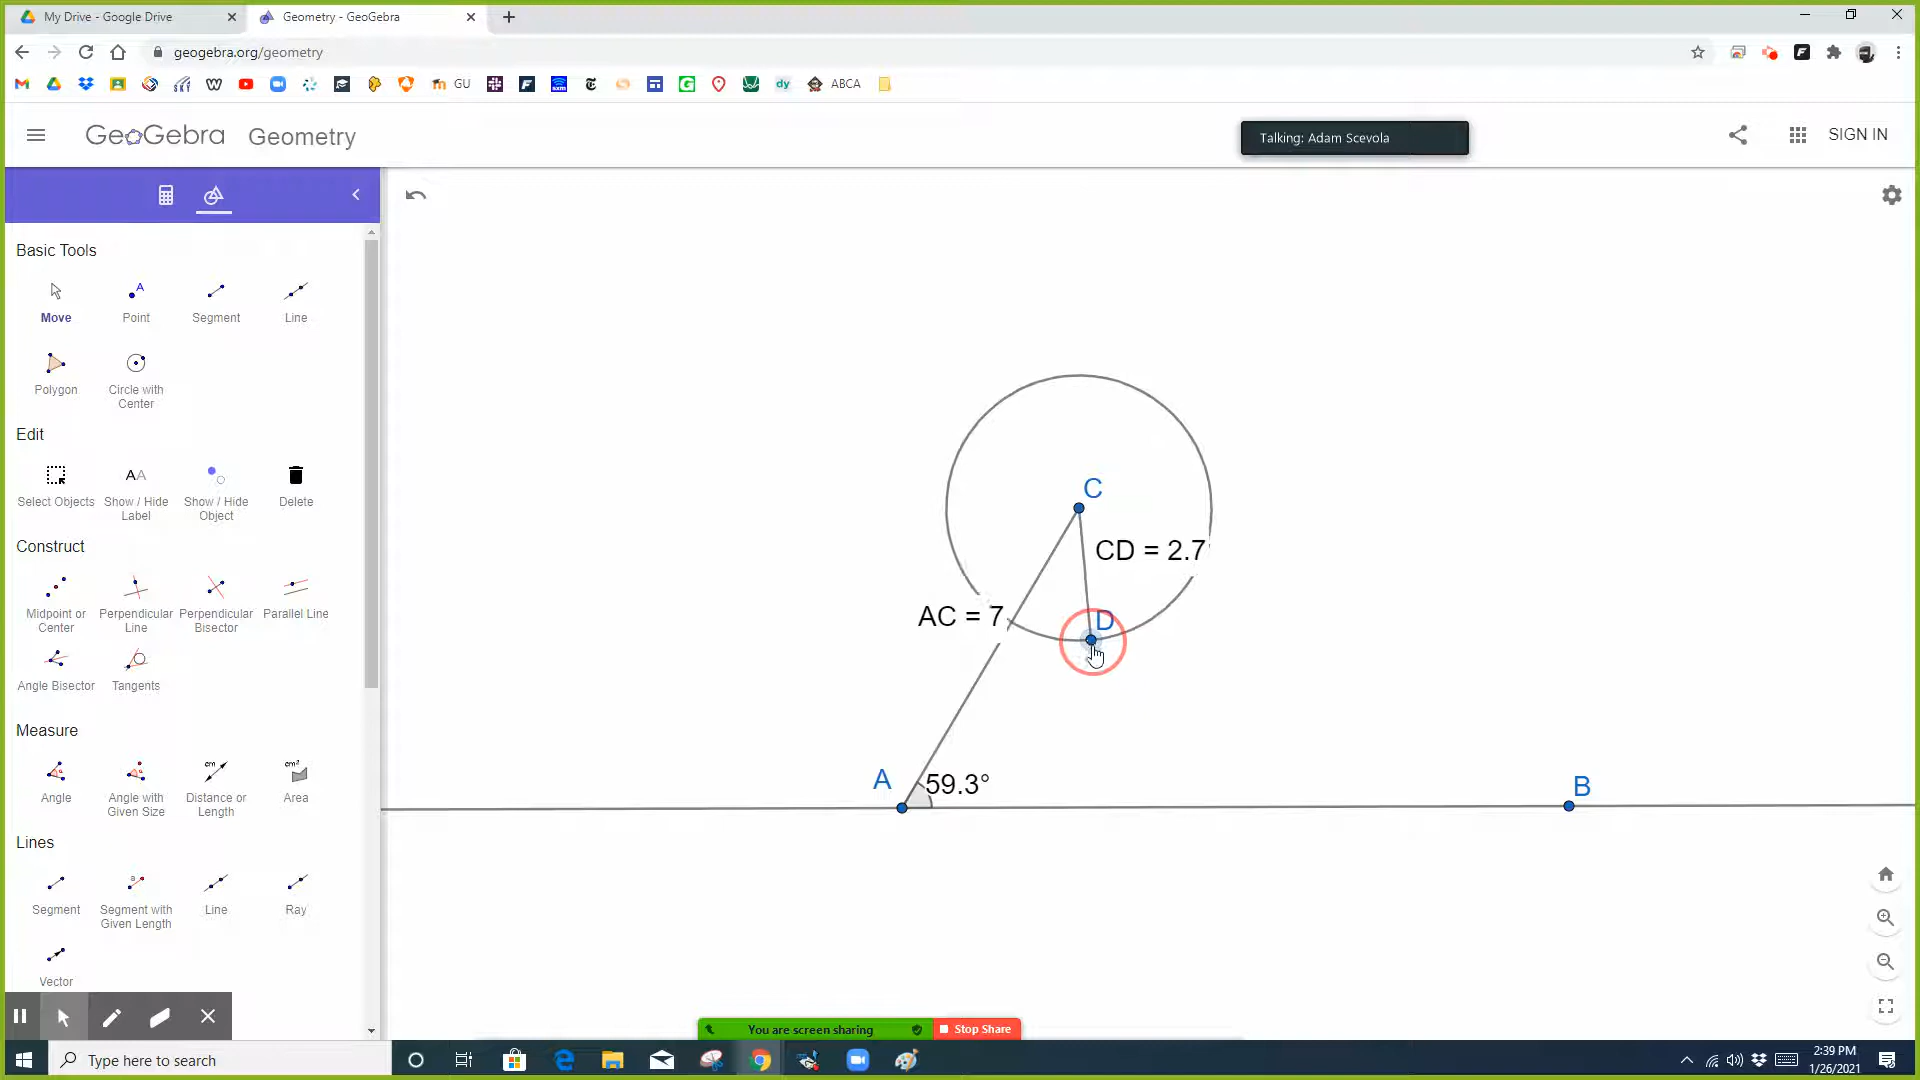 My Drive - Google Drive
Geometry - GeoGebra
geogebra.org/geometry
GU
ABCA
GeoGebra Geometry
Talking: Adam Scevola
SIGN IN
Basic Tools
Move
Point
Segment
Line
Polygon
Circle with Center
Edit
Select Objects
Show / Hide Label
Show / Hide Object
Delete
Construct
Midpoint or Center
Perpendicular Line
Perpendicular Bisector
Parallel Line
Angle Bisector
Tangents
Measure
Angle
Angle with Given Size
Distance or Length
Area
Lines
Segment
Segment with Given Length
Line
Ray
Vector
C
CD = 2.7
AC = 7
D
A
59.3°
B
You are screen sharing
Stop Share
Type here to search
2:39 PM
1/26/2021